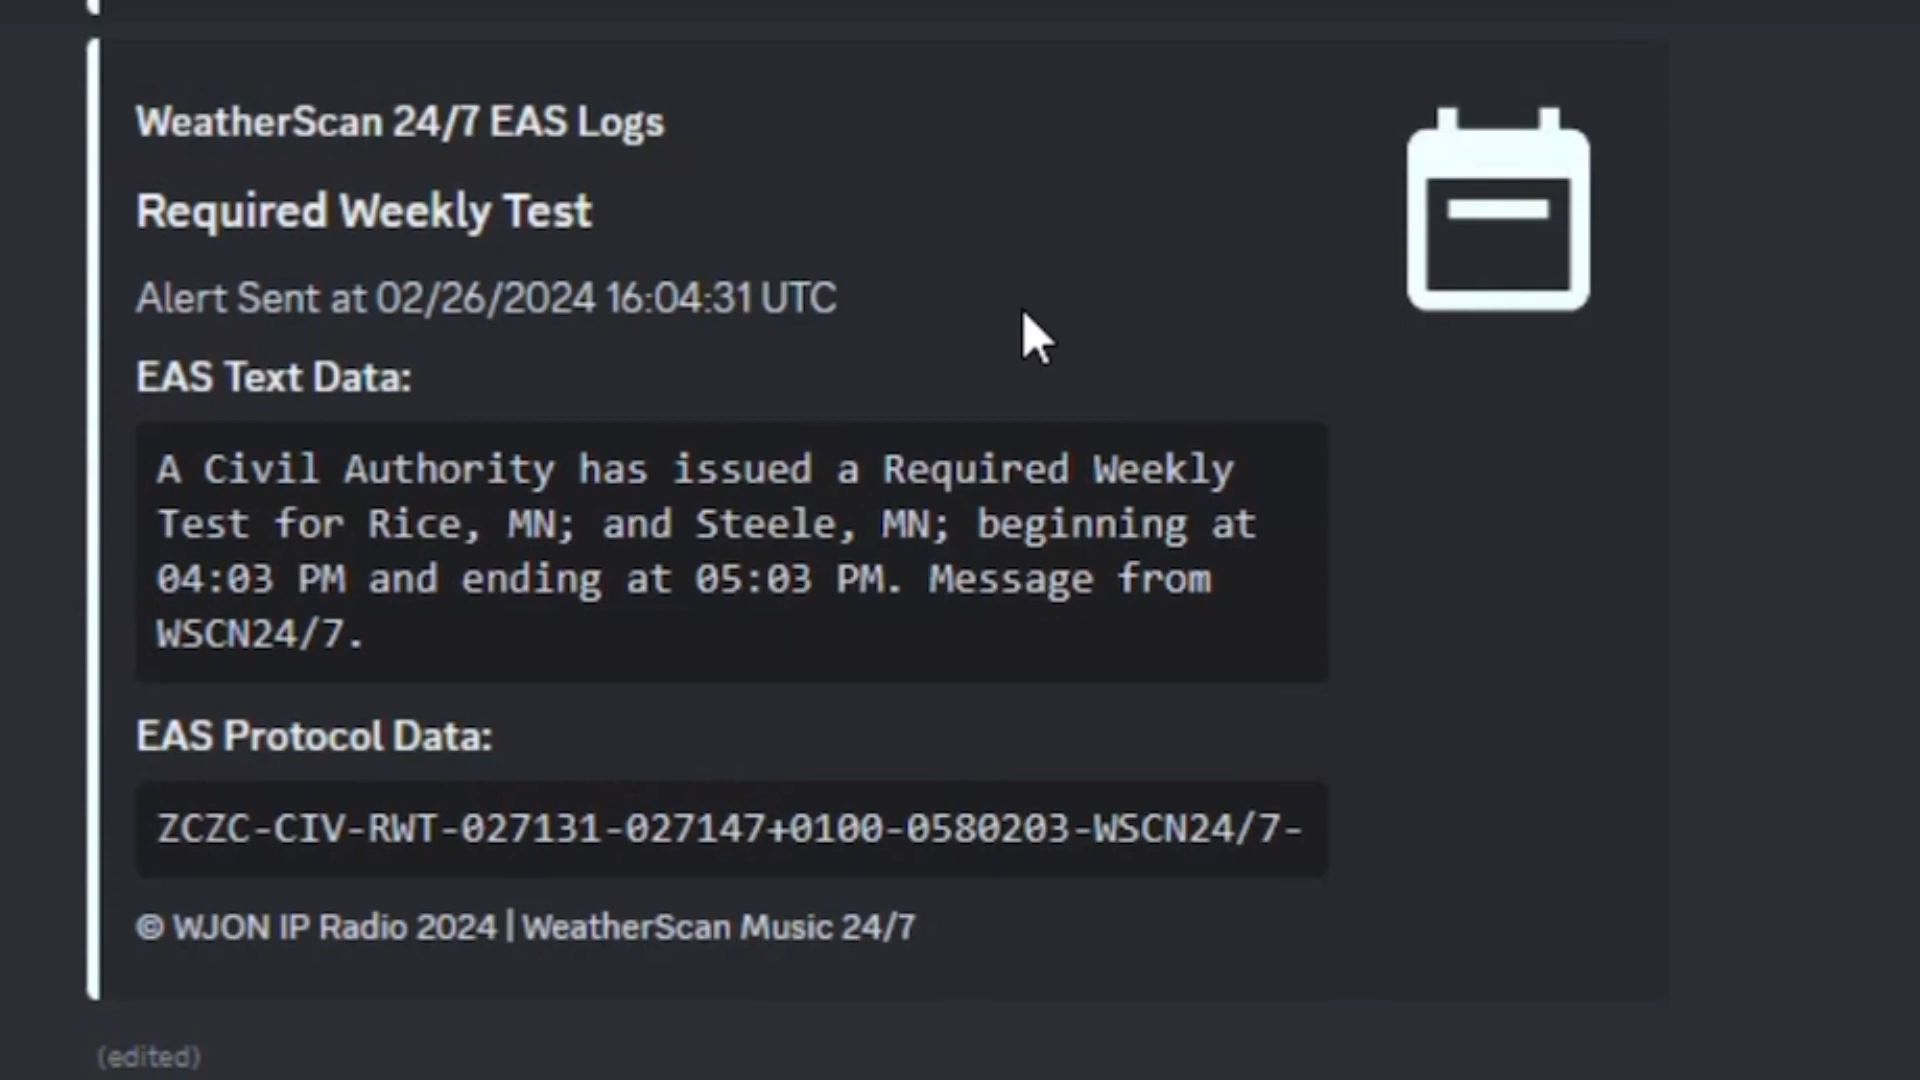 WeatherScan 24/7 EAS Logs
Required Weekly Test
Alert Sent at 02/26/2024 16:04:31 UTC
EAS Text Data:
A Civil Authority has issued a Required Weekly
Test for Rice, MN; and Steele, MN; beginning at
04:03 PM and ending at 05:03 PM. Message from
WSCN24/7.
EAS Protocol Data:
ZCZC-CIV-RWT-027131-027147+0100-0580203-WSCN24/7-
© WJON IP Radio 2024 | WeatherScan Music 24/7
(edited)